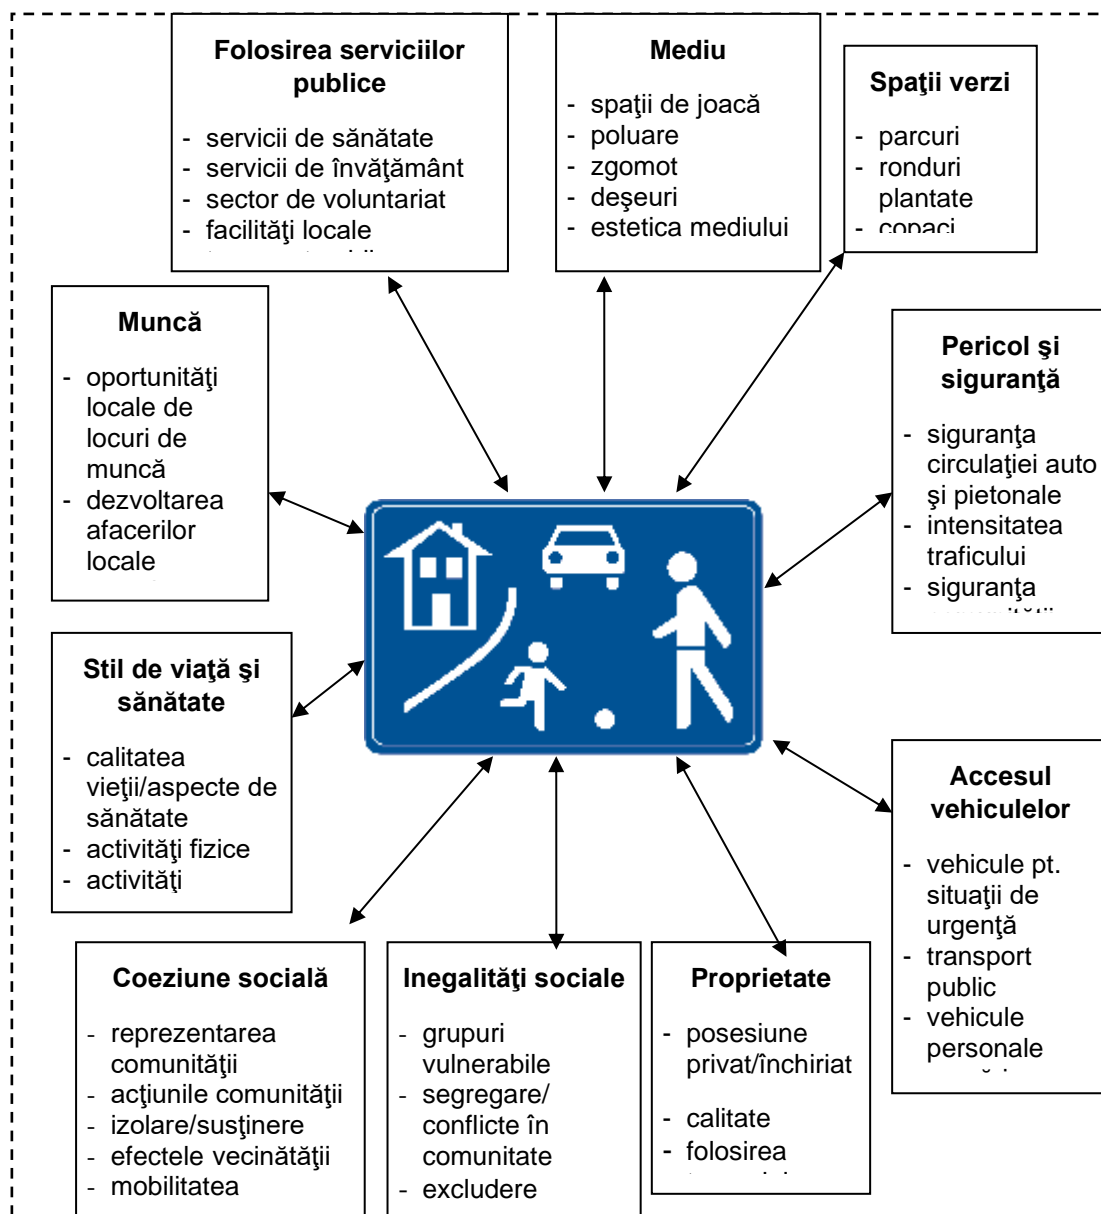 Folosirea serviciilor
publice
- servicii de sănătate
- servicii de învăţământ
- sector de voluntariat
- facilităţi locale
Mediu
- spaţii de joacă
- poluare
- zgomot
- deşeuri
- estetica mediului
Spaţii verzi
- parcuri
- ronduri
plantate
- copaci
Muncă
- oportunităţi
locale de
locuri de
muncă
- dezvoltarea
afacerilor
locale
Pericol şi
siguranţă
- siguranţa
circulaţiei auto
şi pietonale
- intensitatea
traficului
- siguranţa
Stil de viaţă şi
sănătate
- calitatea
vieţii/aspecte de
sănătate
- activităţi fizice
- activităţi
Accesul
vehiculelor
- vehicule pt.
situaţii de
urgenţă
- transport
public
- vehicule
personale
Coeziune socială
- reprezentarea
comunităţii
- acţiunile comunităţii
- izolare/susţinere
- efectele vecinătăţii
- mobilitatea
Inegalităţi sociale
- grupuri
vulnerabile
- segregare/
conflicte în
comunitate
- excludere
Proprietate
- posesiune
privat/închiriat
- calitate
- folosirea